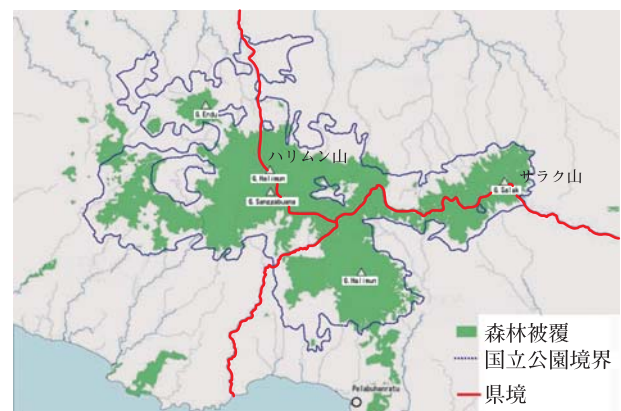 G.Endu
ハリムン山
G.Halimun
G.Sanggabuana
サラク山
G.Salak
G.Halimun
Pelabuhanratu
森林被覆
国立公園境界
県境